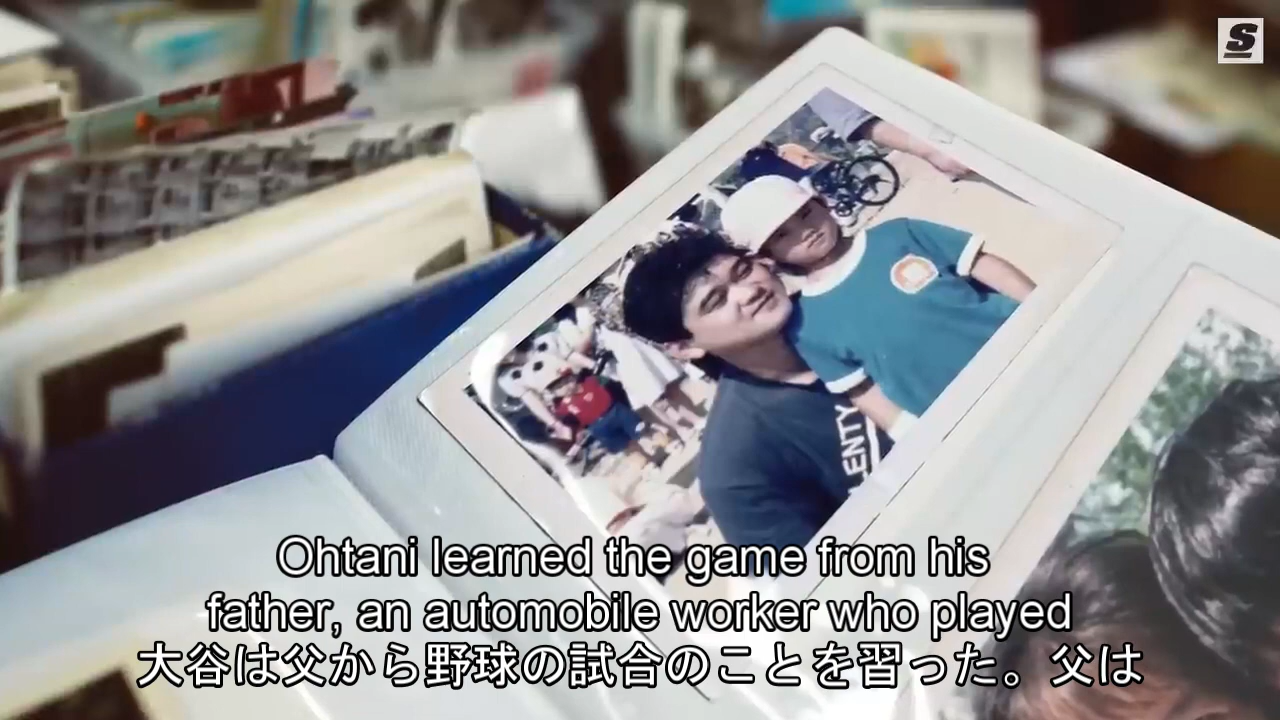 S
LENTY
Ohtani learned the game from his
father, an automobile worker who played
大谷は父から野球の試合のことを習った。父は